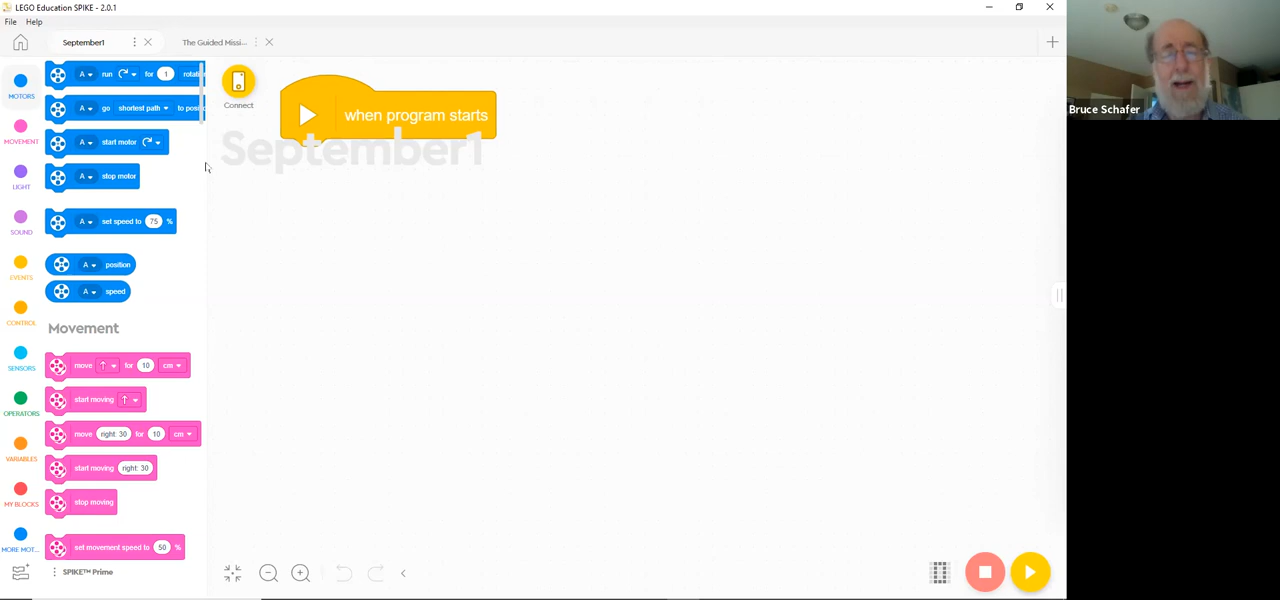 LEGO Education SPIKE - 2.0.1
File Help
September1
The Guided Missi...
MOTORS
MOVEMENT
LIGHT
SOUND
EVENTS
CONTROL
SENSORS
OPERATORS
VARIABLES
MY BLOCKS
MORE MOT...
A run for 1 rotati
A go shortest path to posi
A start motor
A stop motor
A set speed to 75 %
A position
A speed
Movement
move for 10 cm
start moving
move right: 30 for 10 cm
start moving right: 30
stop moving
set movement speed to 50 %
SPIKE™ Prime
Connect
when program starts
September1
Bruce Schafer